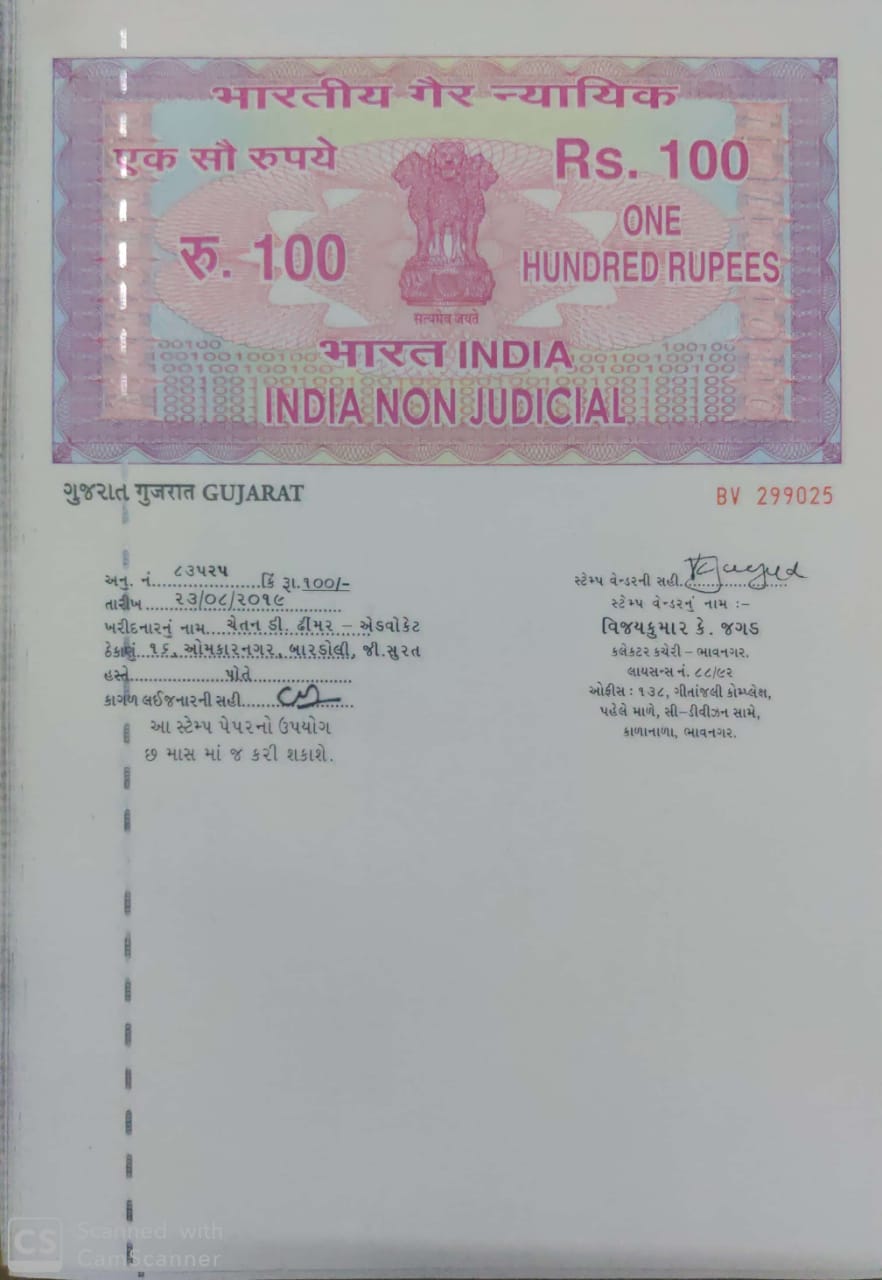 भारतीय गैर न्यायिक
एक सौ रुपये
Rs. 100
रु. 100
ONE
HUNDRED RUPEES
सत्यमेव जयते
भारत INDIA
INDIA NON JUDICIAL
ગુજરાત गुजरात GUJARAT
BV 299025
અનુ. નં. ૮૩૫૨૫ કિં રૂા.૧૦૦/-
તારીખ ૨૩/૦૮/૨૦૧૯
ખરીદનારનું નામ ચેતન ડી. ઢીમર – એડવોકેટ
ઠેકાણું ૧૬, ઓમકારનગર, બારડોલી, જી.સુરત
હસ્તે પોતે
કાગળ લઈજનારની સહી
આ સ્ટેમ્પ પેપરનો ઉપયોગ
છ માસ માં જ કરી શકાશે.
સ્ટેમ્પ વેન્ડરની સહી
સ્ટેમ્પ વેન્ડરનું નામ :–
વિજયકુમાર કે. જગડ
કલેકટર કચેરી – ભાવનગર.
લાયસન્સ નં. ૮૮/૯૨
ઓફીસ : ૧૩૮, ગીતાંજલી કોમ્પ્લેક્ષ,
પહેલે માળે, સી–ડીવીઝન સામે,
કાળાનાળા, ભાવનગર.
CS
Scanned with
CamScanner